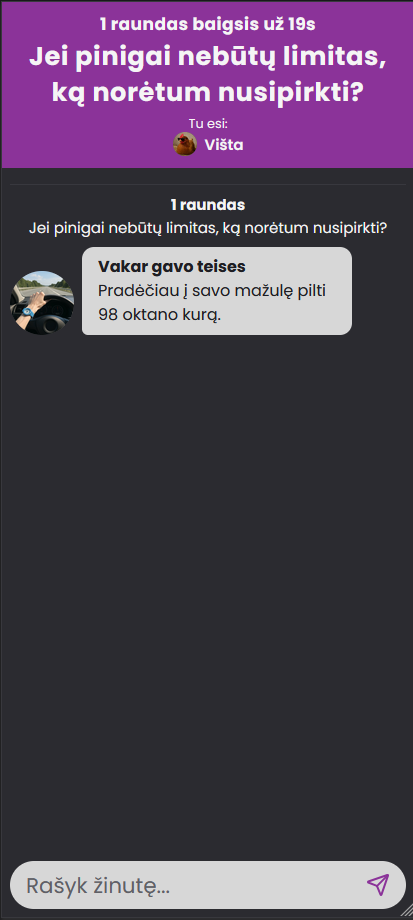 1 raundas baigsis už 19s
Jei pinigai nebūtų limitas,
ką norėtum nusipirkti?
Tu esi:
Višta
1 raundas
Jei pinigai nebūtų limitas, ką norėtum nusipirkti?
Vakar gavo teises
Pradėčiau į savo mažulę pilti
98 oktano kurą.
Rašyk žinutę...